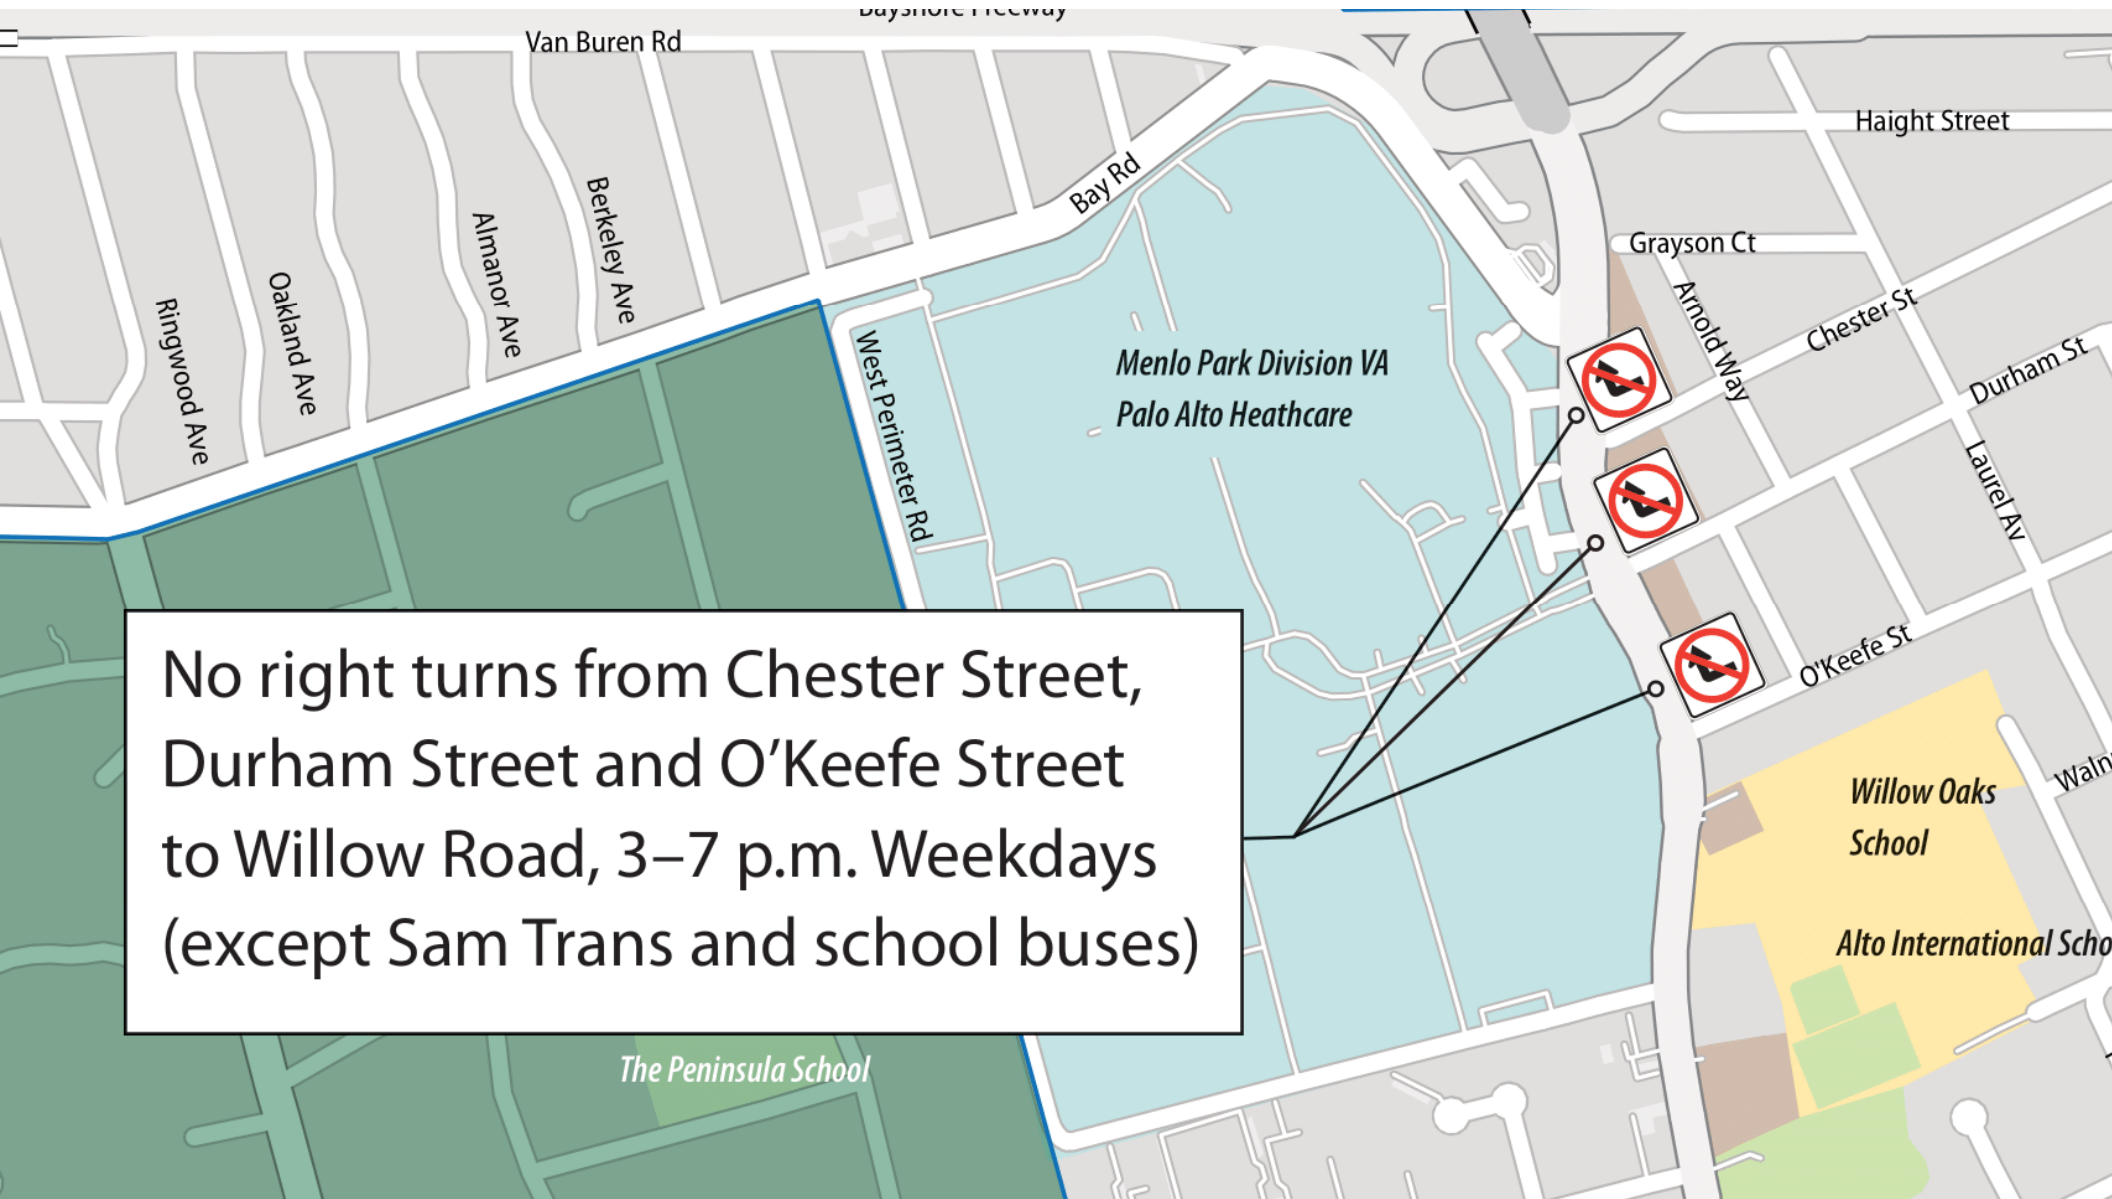 Bayshore Freeway
Van Buren Rd
Haight Street
Bay Rd
Berkeley Ave
Almanor Ave
Oakland Ave
Ringwood Ave
Grayson Ct
Arnold Way
Chester St
Durham St
West Perimeter Rd
Menlo Park Division VA
Palo Alto Heathcare
Laurel Av
O'Keefe St
No right turns from Chester Street,
Durham Street and O'Keefe Street
to Willow Road, 3–7 p.m. Weekdays
(except Sam Trans and school buses)
Willow Oaks
School
Alto International Scho
Waln
The Peninsula School